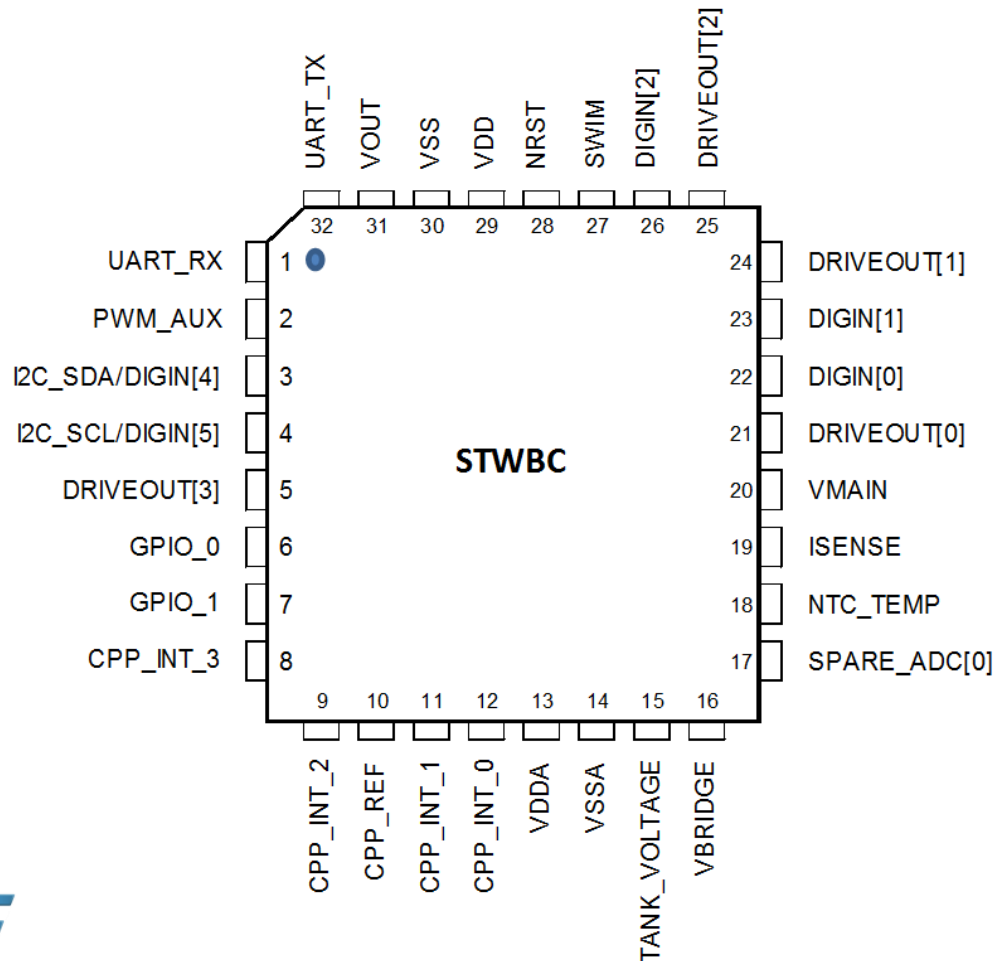 UART_TX
VOUT
VSS
VDD
NRST
SWIM
DIGIN[2]
DRIVEOUT[2]
32 31 30 29 28 27 26 25
UART_RX 1 24 DRIVEOUT[1]
PWM_AUX 2 23 DIGIN[1]
I2C_SDA/DIGIN[4] 3 22 DIGIN[0]
I2C_SCL/DIGIN[5] 4 21 DRIVEOUT[0]
STWBC
DRIVEOUT[3] 5 20 VMAIN
GPIO_0 6 19 ISENSE
GPIO_1 7 18 NTC_TEMP
CPP_INT_3 8 17 SPARE_ADC[0]
9 10 11 12 13 14 15 16
CPP_INT_2
CPP_REF
CPP_INT_1
CPP_INT_0
VDDA
VSSA
TANK_VOLTAGE
VBRIDGE